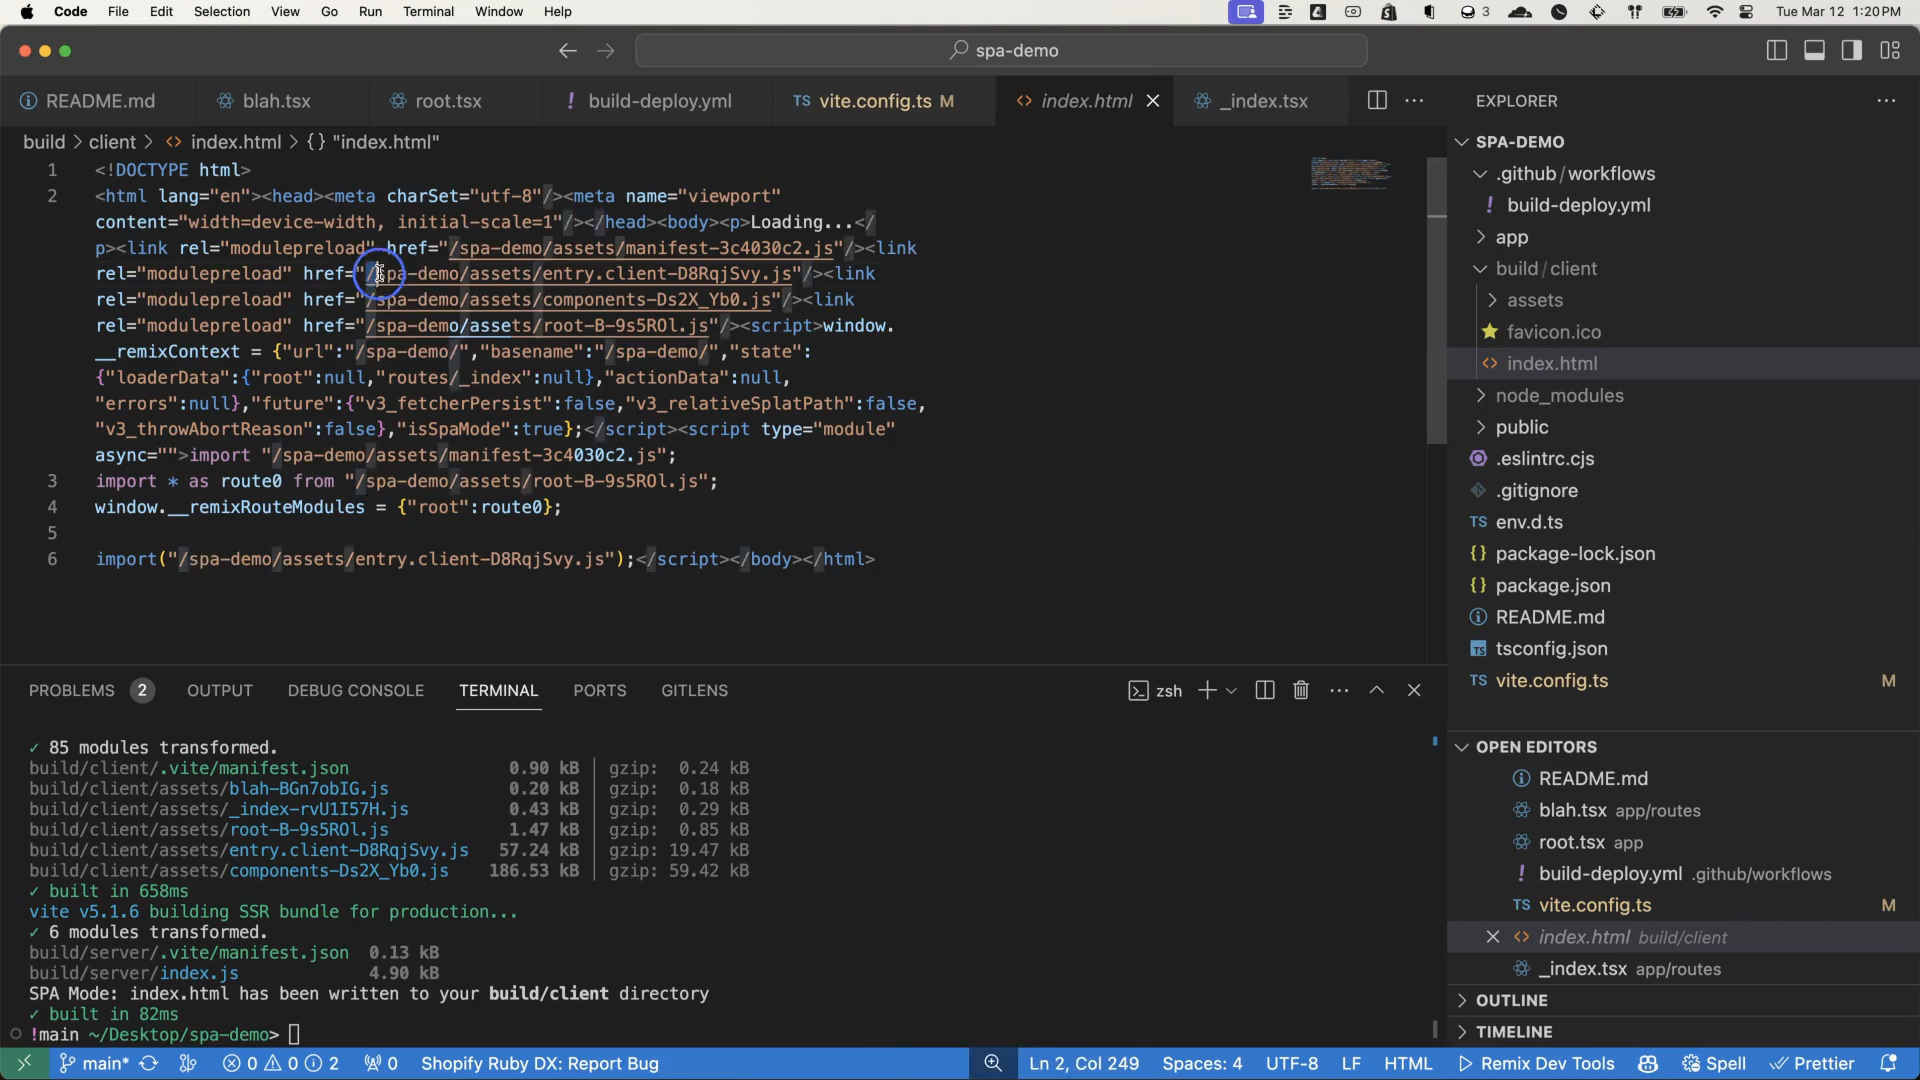 Code File Edit Selection View Go Run Terminal Window Help
3
Tue Mar 12 1:20 PM
spa-demo
README.md
blah.tsx
root.tsx
! build-deploy.yml
TS vite.config.ts M
<> index.html
_index.tsx
build > client > <> index.html > {} "index.html"
1 <!DOCTYPE html>
2 <html lang="en"><head><meta charSet="utf-8"/><meta name="viewport"
content="width=device-width, initial-scale=1"/></head><body><p>Loading...</
p><link rel="modulepreload" href="/spa-demo/assets/manifest-3c4030c2.js"/><link
rel="modulepreload" href="/spa-demo/assets/entry.client-D8RqjSvy.js"/><link
rel="modulepreload" href="/spa-demo/assets/components-Ds2X_Yb0.js"/><link
rel="modulepreload" href="/spa-demo/assets/root-B-9s5ROl.js"/><script>window.
__remixContext = {"url":"/spa-demo/","basename":"/spa-demo/","state":
{"loaderData":{"root":null,"routes/_index":null},"actionData":null,
"errors":null},"future":{"v3_fetcherPersist":false,"v3_relativeSplatPath":false,
"v3_throwAbortReason":false},"isSpaMode":true};</script><script type="module"
async="">import "/spa-demo/assets/manifest-3c4030c2.js";
3 import * as route0 from "/spa-demo/assets/root-B-9s5ROl.js";
4 window.__remixRouteModules = {"root":route0};
5
6 import("/spa-demo/assets/entry.client-D8RqjSvy.js");</script></body></html>
PROBLEMS 2 OUTPUT DEBUG CONSOLE TERMINAL PORTS GITLENS
zsh
✓ 85 modules transformed.
build/client/.vite/manifest.json 0.90 kB │ gzip: 0.24 kB
build/client/assets/blah-BGn7obIG.js 0.20 kB │ gzip: 0.18 kB
build/client/assets/_index-rvU1I57H.js 0.43 kB │ gzip: 0.29 kB
build/client/assets/root-B-9s5ROl.js 1.47 kB │ gzip: 0.85 kB
build/client/assets/entry.client-D8RqjSvy.js 57.24 kB │ gzip: 19.47 kB
build/client/assets/components-Ds2X_Yb0.js 186.53 kB │ gzip: 59.42 kB
✓ built in 658ms
vite v5.1.6 building SSR bundle for production...
✓ 6 modules transformed.
build/server/.vite/manifest.json 0.13 kB
build/server/index.js 4.90 kB
SPA Mode: index.html has been written to your build/client directory
✓ built in 82ms
!main ~/Desktop/spa-demo>
EXPLORER
SPA-DEMO
.github/workflows
! build-deploy.yml
app
build/client
assets
favicon.ico
<> index.html
node_modules
public
.eslintrc.cjs
.gitignore
TS env.d.ts
{} package-lock.json
{} package.json
README.md
TS tsconfig.json
TS vite.config.ts M
OPEN EDITORS
README.md
blah.tsx app/routes
root.tsx app
! build-deploy.yml .github/workflows
TS vite.config.ts M
<> index.html build/client
_index.tsx app/routes
OUTLINE
TIMELINE
main* 0 0 2 0 Shopify Ruby DX: Report Bug
Ln 2, Col 249 Spaces: 4 UTF-8 LF HTML Remix Dev Tools Spell Prettier